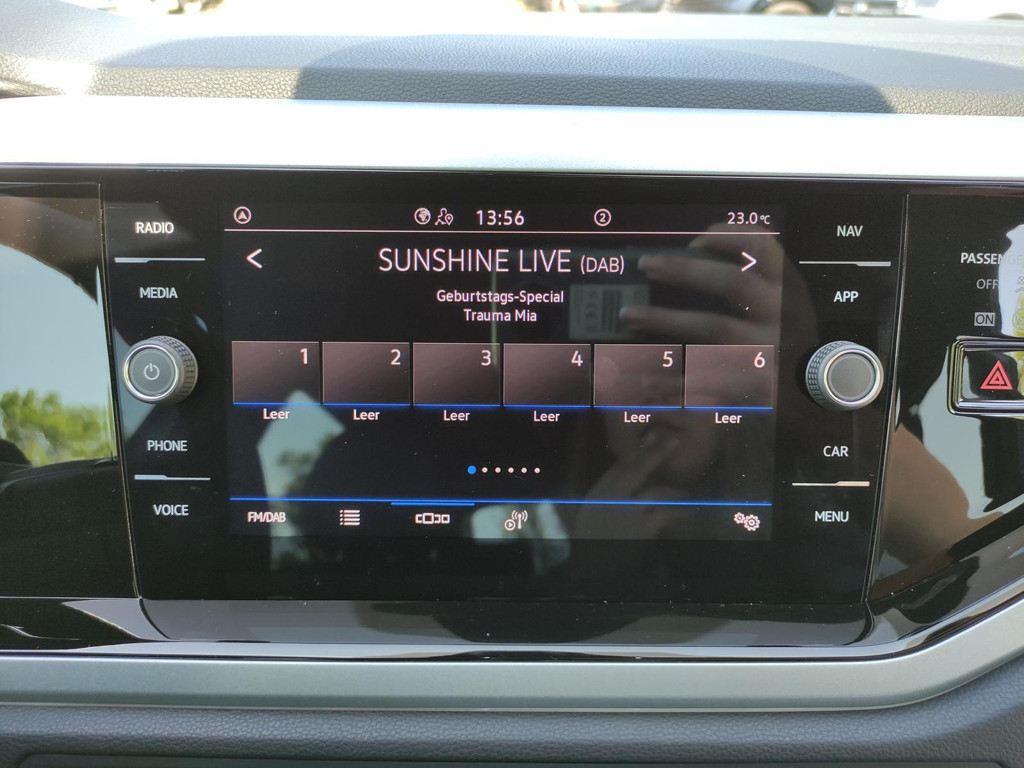 RADIO
MEDIA
PHONE
VOICE
13:56
2
23.0°C
< SUNSHINE LIVE (DAB) >
Geburtstags-Special
Trauma Mia
1 2 3 4 5 6
Leer Leer Leer Leer Leer Leer
FM/DAB
NAV
APP
CAR
MENU
OFF
ON